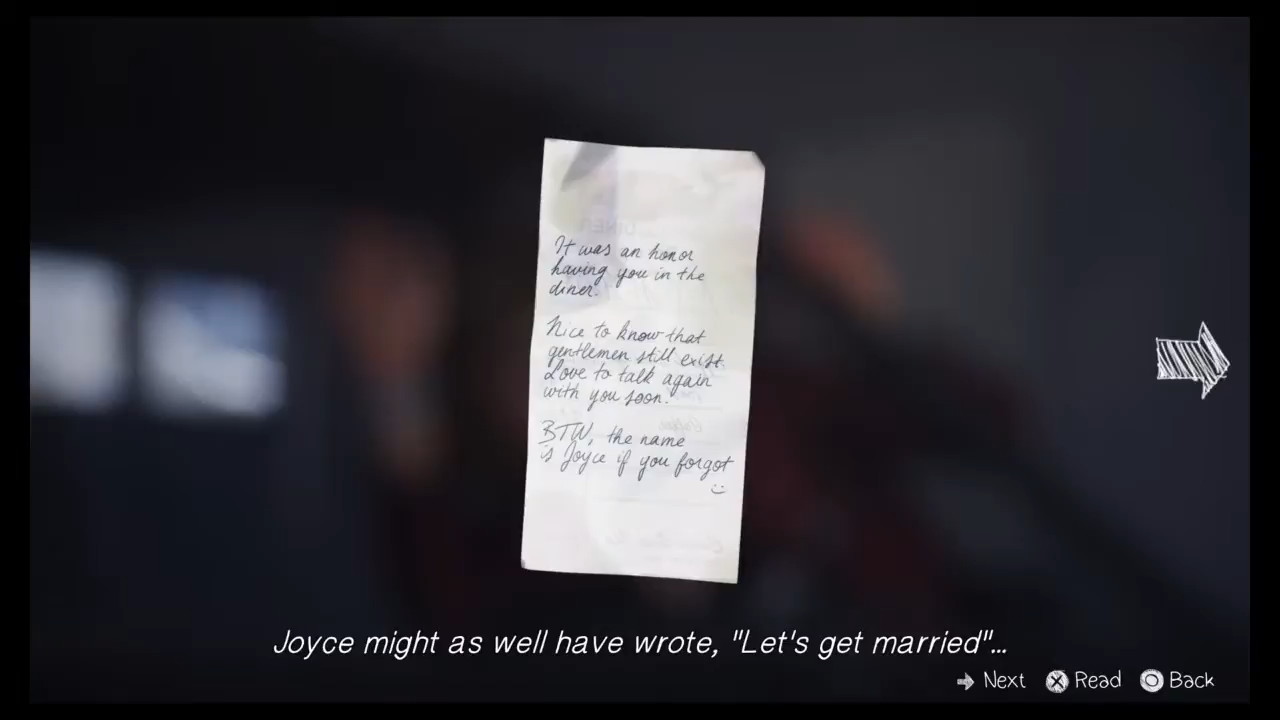 It was an honor
having you in the
diner.
Nice to know that
gentlemen still exist.
Love to talk again
with you soon.
BTW, the name
is Joyce if you forgot
:)
Joyce might as well have wrote, "Let's get married"...
Next Read Back